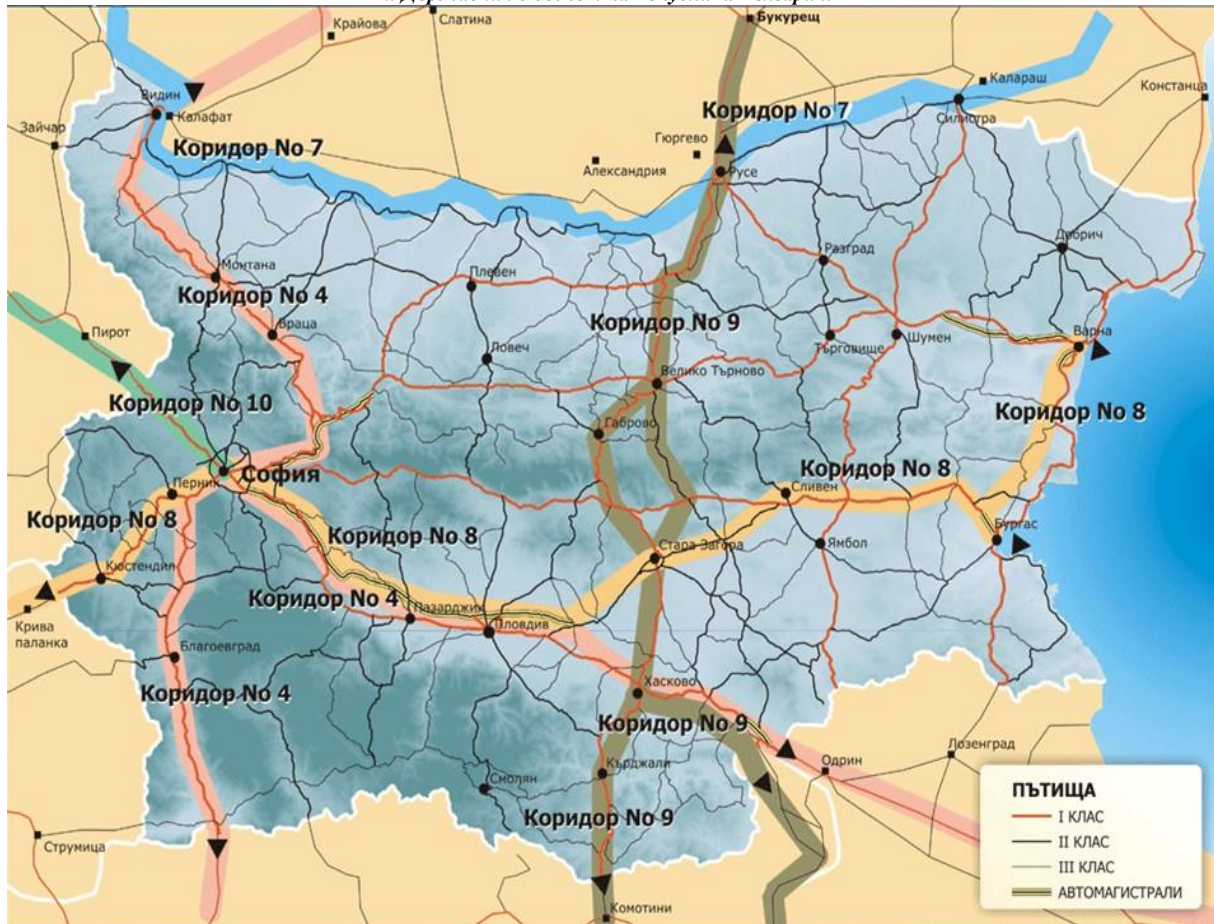 Букурещ
Слатина
Крайова
Калараш
Констанца
Видин
Калафат
Силистра
Коридор No 7
Зайчар
Гюргево
Коридор No 7
Александрия
Русе
Добрич
Разград
Монтана
Плевен
Коридор No 4
Пирот
Враца
Коридор No 9
Варна
Шумен
Търговище
Ловеч
Велико Търново
Коридор No 10
Коридор No 8
Габрово
София
Коридор No 8
Перник
Сливен
Коридор No 8
Коридор No 8
Бургас
Ямбол
Стара Загора
Кюстендил
Коридор No 4
Пазарджик
Крива
паланка
Пловдив
Благоевград
Хасково
Коридор No 4
Коридор No 9
Лозенград
Одрин
Кърджали
Смолян
Коридор No 9
Струмица
Комотини
ПЪТИЩА
I КЛАС
II КЛАС
III КЛАС
АВТОМАГИСТРАЛИ